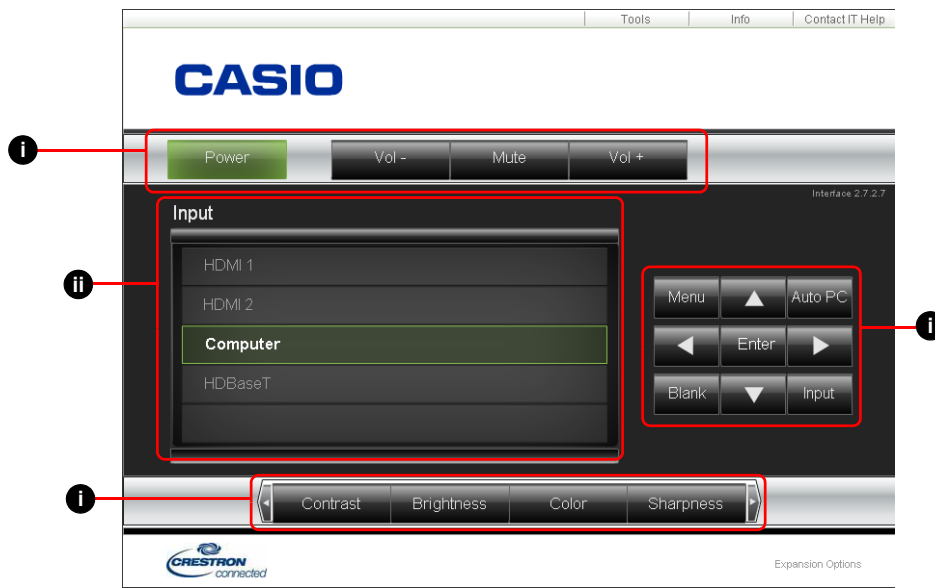 Tools Info Contact IT Help
CASIO
i
Power Vol - Mute Vol +
Interface 2.7.2.7
Input
HDMI 1
ii
HDMI 2
Menu Auto PC
i
Computer
Enter
HDBaseT
Blank Input
i
Contrast Brightness Color Sharpness
CRESTRON
connected
Expansion Options